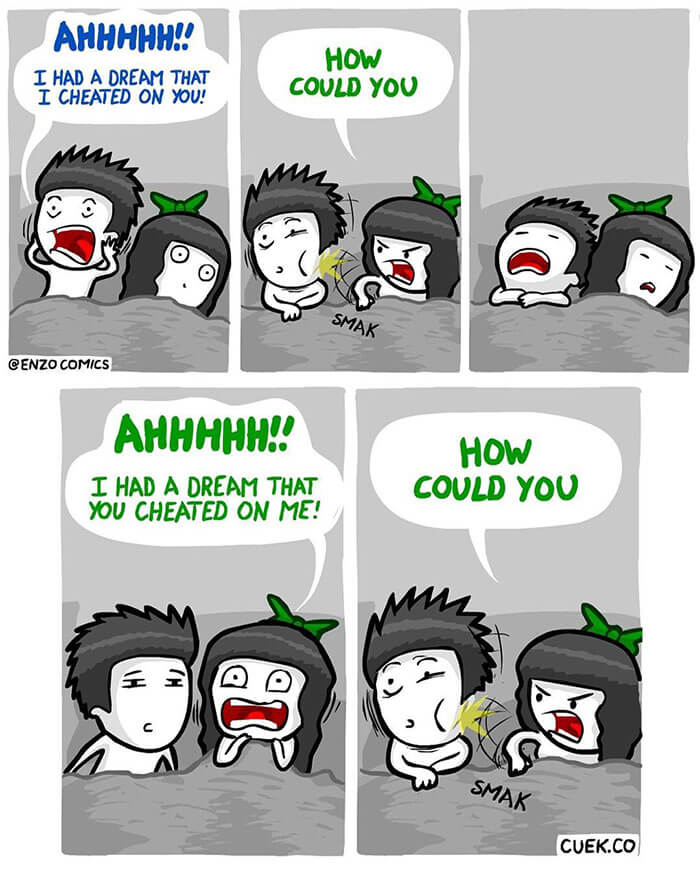 AHHHHH!!
I HAD A DREAM THAT
I CHEATED ON YOU!
HOW
COULD YOU
SMAK
@ENZO COMICS
AHHHHH!!
I HAD A DREAM THAT
YOU CHEATED ON ME!
HOW
COULD YOU
SMAK
CUEK.CO